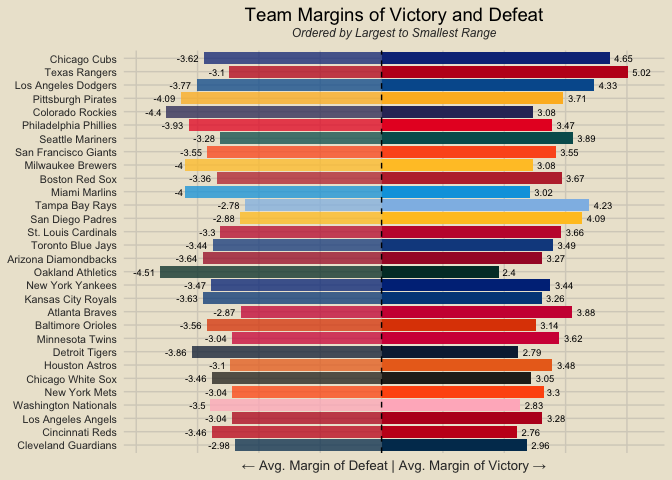 Team Margins of Victory and Defeat
Ordered by Largest to Smallest Range
Chicago Cubs -3.62 4.65
Texas Rangers -3.1 5.02
Los Angeles Dodgers -3.77 4.33
Pittsburgh Pirates -4.09 3.71
Colorado Rockies -4.4 3.08
Philadelphia Phillies -3.93 3.47
Seattle Mariners -3.28 3.89
San Francisco Giants -3.55 3.55
Milwaukee Brewers -4 3.08
Boston Red Sox -3.36 3.67
Miami Marlins -4 3.02
Tampa Bay Rays -2.78 4.23
San Diego Padres -2.88 4.09
St. Louis Cardinals -3.3 3.66
Toronto Blue Jays -3.44 3.49
Arizona Diamondbacks -3.64 3.27
Oakland Athletics -4.51 2.4
New York Yankees -3.47 3.44
Kansas City Royals -3.63 3.26
Atlanta Braves -2.87 3.88
Baltimore Orioles -3.56 3.14
Minnesota Twins -3.04 3.62
Detroit Tigers -3.86 2.79
Houston Astros -3.1 3.48
Chicago White Sox -3.46 3.05
New York Mets -3.04 3.3
Washington Nationals -3.5 2.83
Los Angeles Angels -3.04 3.28
Cincinnati Reds -3.46 2.76
Cleveland Guardians -2.98 2.96
← Avg. Margin of Defeat | Avg. Margin of Victory →